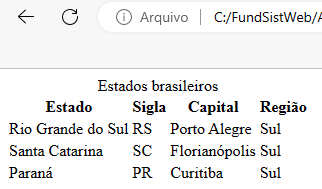 Arquivo C:/FundSistWeb/
Estados brasileiros
Estado Sigla Capital Região
Rio Grande do Sul RS Porto Alegre Sul
Santa Catarina SC Florianópolis Sul
Paraná PR Curitiba Sul